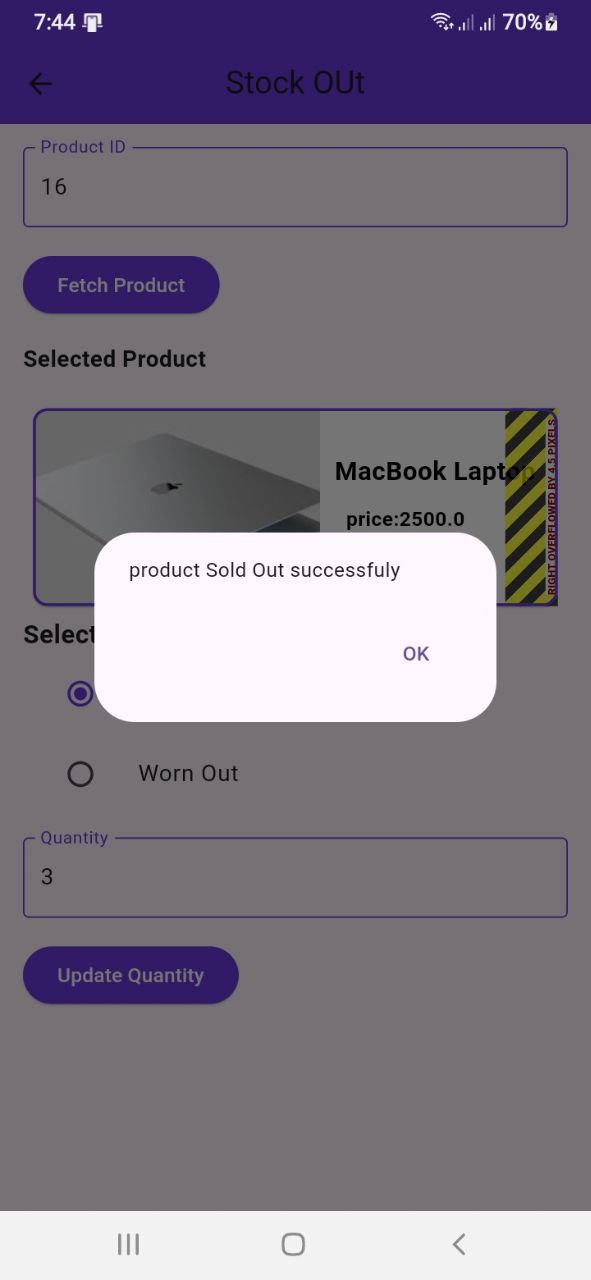 7:44 70%
Stock OUt
Product ID
16
Fetch Product
Selected Product
MacBook Laptop
price:2500.0
RIGHT OVERFLOWED BY 4.5 PIXELS
product Sold Out successfuly
OK
Select
Worn Out
Quantity
3
Update Quantity